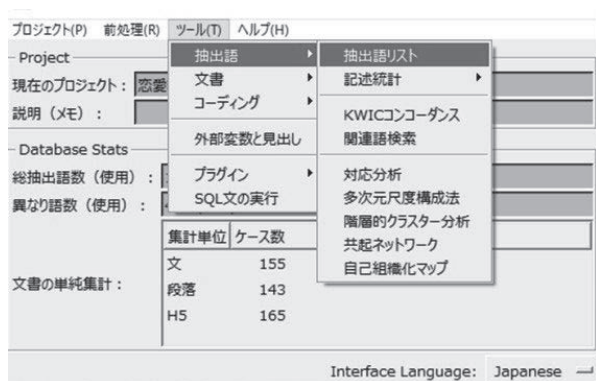 プロジェクト(P) 前処理(R) ツール(T) ヘルプ(H)
Project
現在のプロジェクト： 恋愛
説明（メモ）：
Database Stats
総抽出語数（使用）：
異なり語数（使用）：
文書の単純集計：
集計単位 ケース数
文 155
段落 143
H5 165
抽出語
文書
コーディング
外部変数と見出し
プラグイン
SQL文の実行
抽出語リスト
記述統計
KWICコンコーダンス
関連語検索
対応分析
多次元尺度構成法
階層的クラスター分析
共起ネットワーク
自己組織化マップ
Interface Language: Japanese